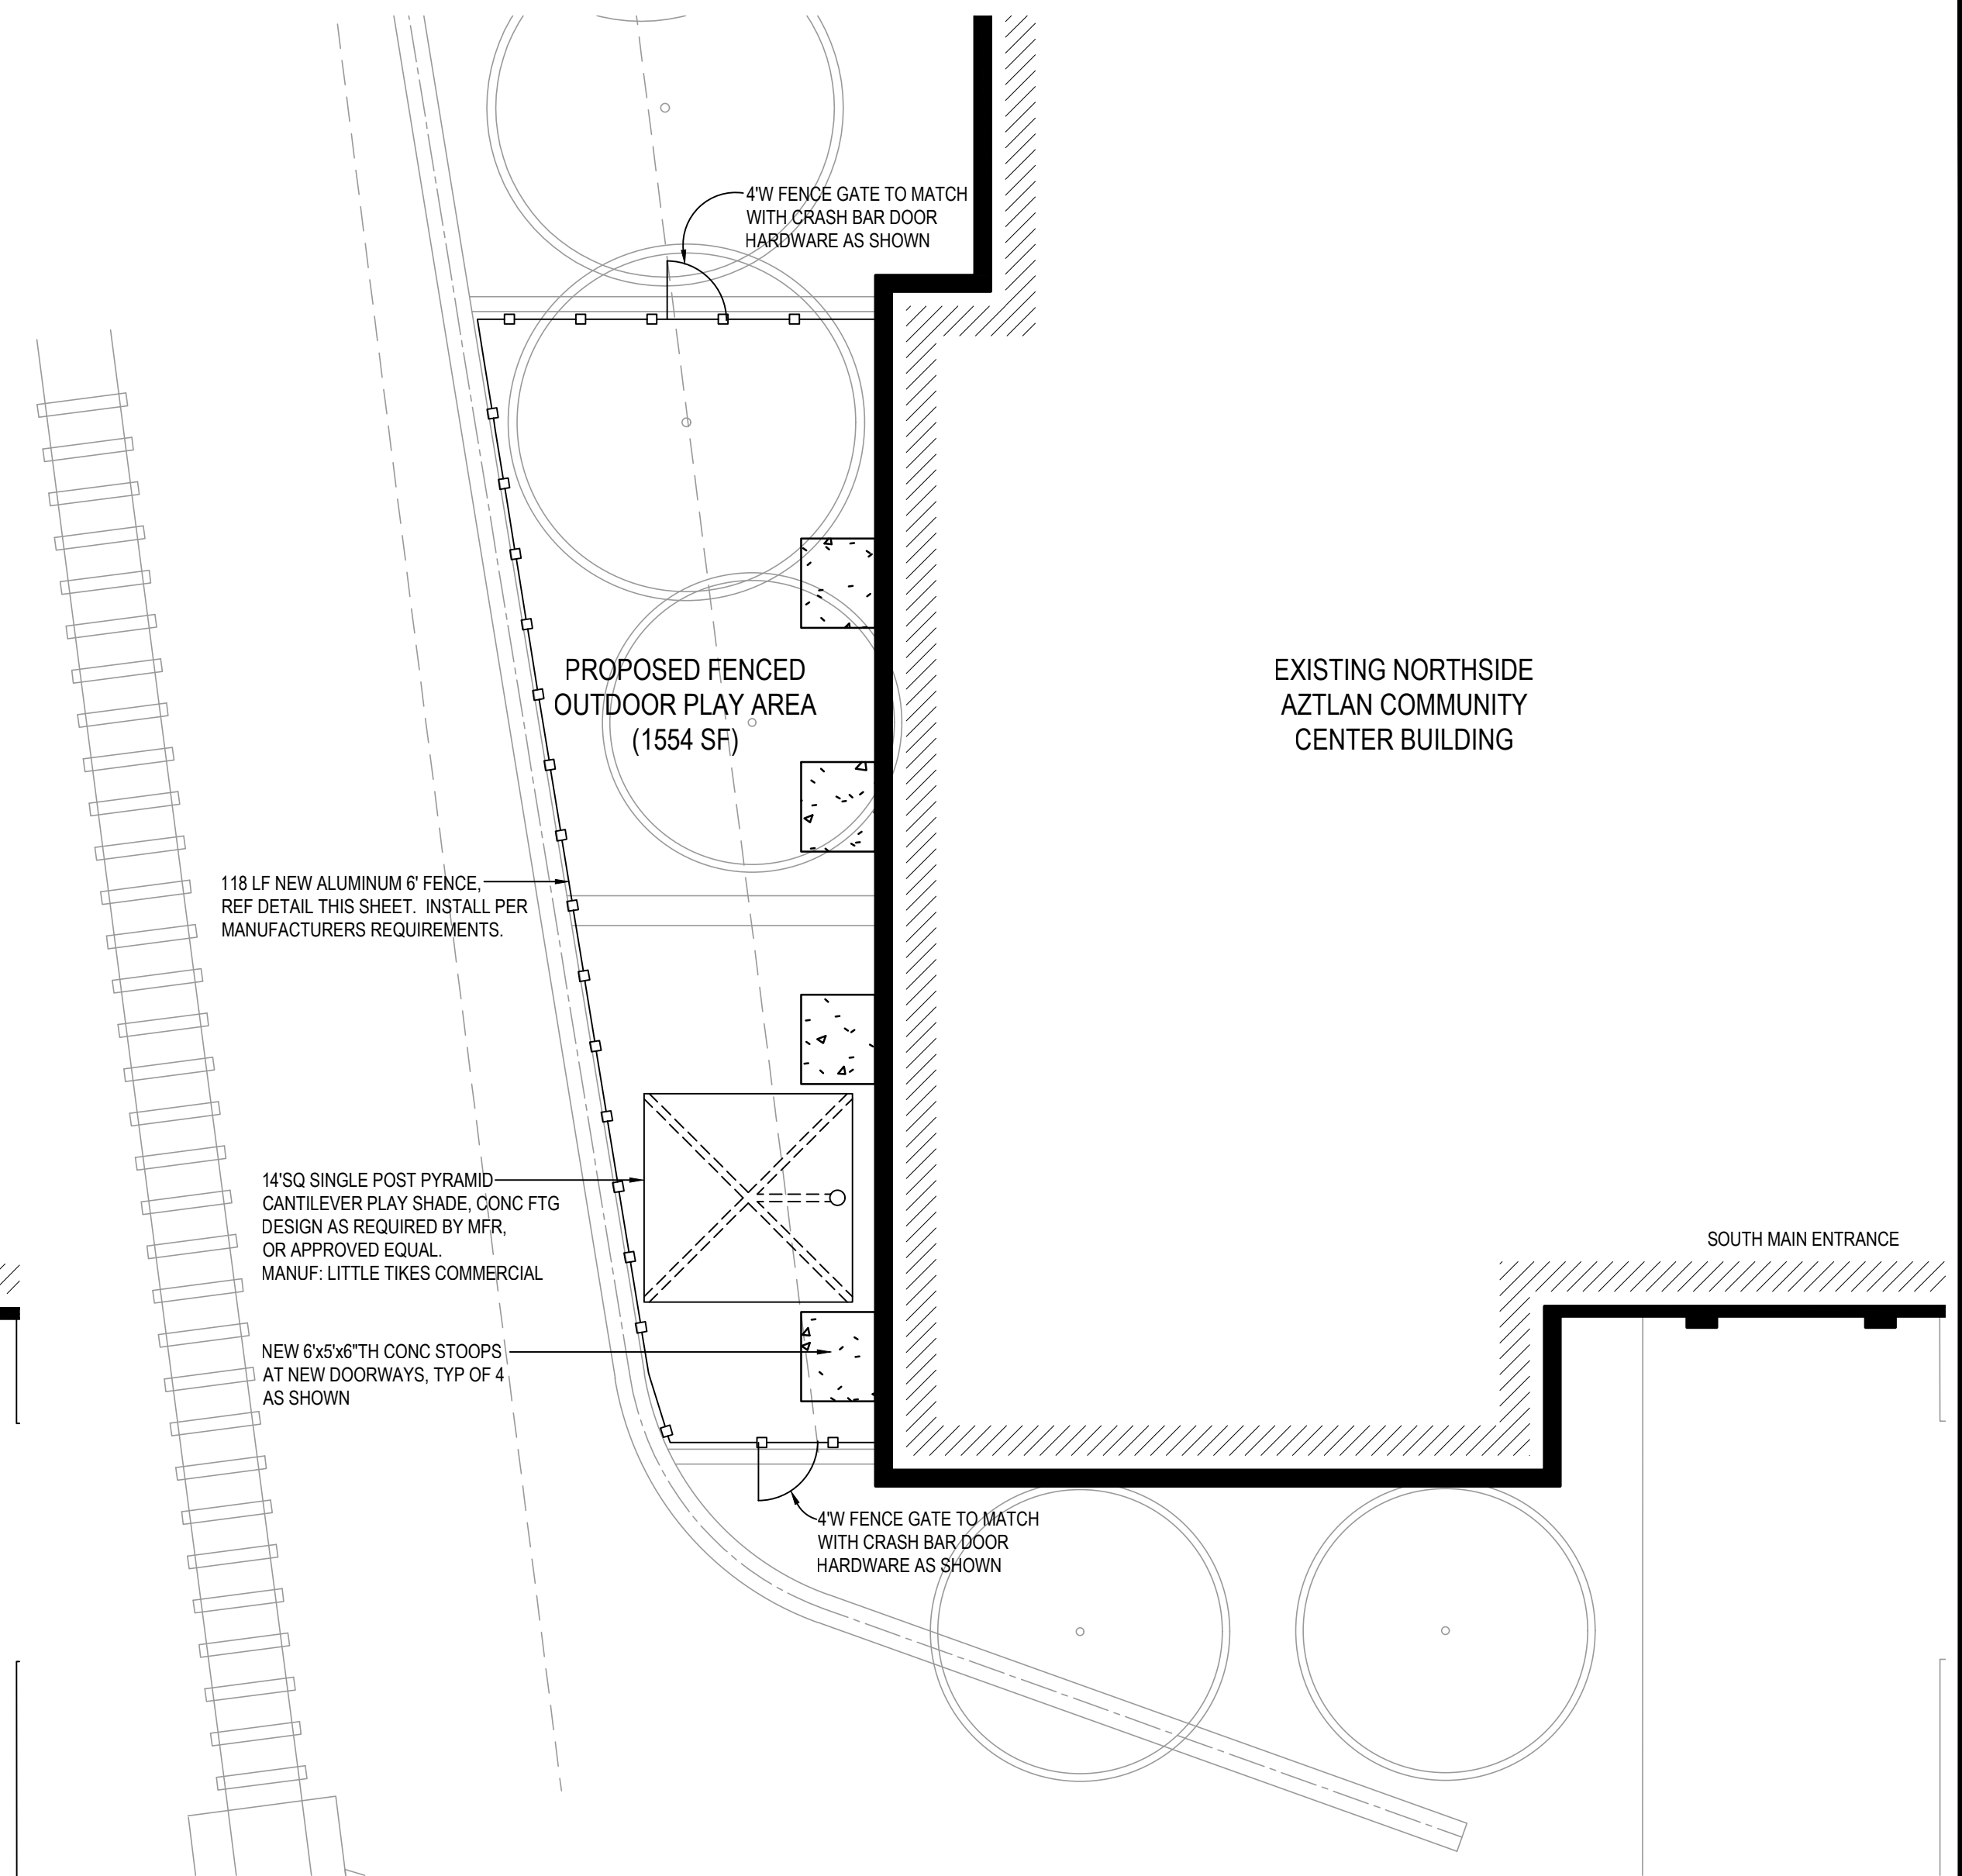 4'W FENCE GATE TO MATCH
WITH CRASH BAR DOOR
HARDWARE AS SHOWN
PROPOSED FENCED
OUTDOOR PLAY AREA
(1554 SF)
EXISTING NORTHSIDE
AZTLAN COMMUNITY
CENTER BUILDING
118 LF NEW ALUMINUM 6' FENCE,
REF DETAIL THIS SHEET. INSTALL PER
MANUFACTURERS REQUIREMENTS.
14'SQ SINGLE POST PYRAMID
CANTILEVER PLAY SHADE, CONC FTG
DESIGN AS REQUIRED BY MFR,
OR APPROVED EQUAL.
MANUF: LITTLE TIKES COMMERCIAL
SOUTH MAIN ENTRANCE
NEW 6'x5'x6"TH CONC STOOPS
AT NEW DOORWAYS, TYP OF 4
AS SHOWN
4'W FENCE GATE TO MATCH
WITH CRASH BAR DOOR
HARDWARE AS SHOWN